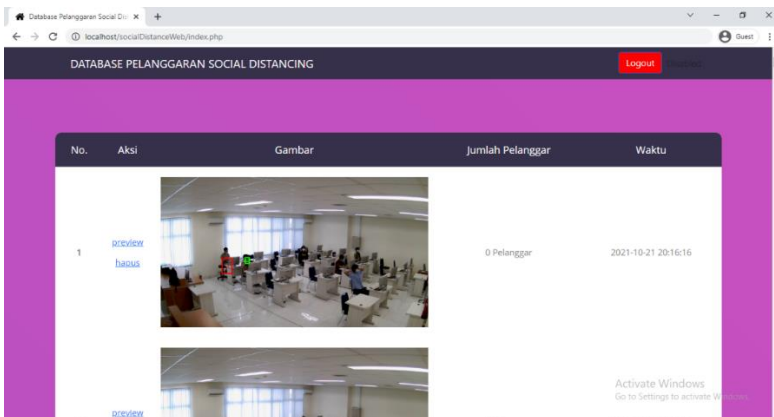 Database Pelanggaran Social Dis
localhost/socialDistanceWeb/index.php
Guest
DATABASE PELANGGARAN SOCIAL DISTANCING
Logout
No. Aksi Gambar Jumlah Pelanggar Waktu
preview
1 0 Pelanggar 2021-10-21 20:16:16
hapus
Activate Windows
Go to Settings to activate Windows.
preview